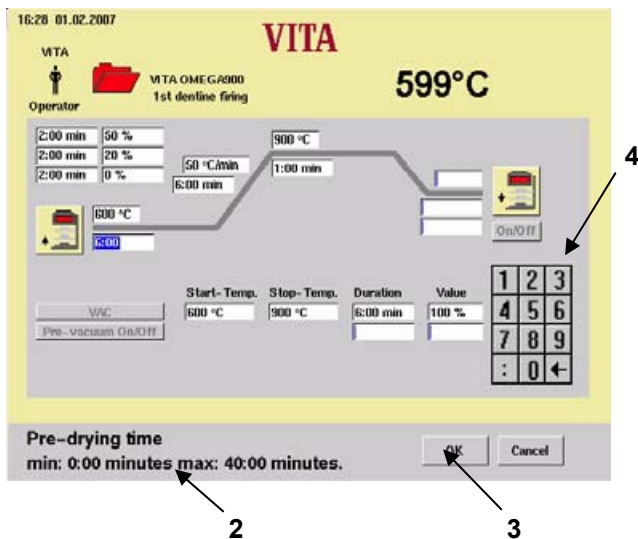 16:28 01.02.2007
VITA
VITA
Operator
VITA OMEGA900
1st dentine firing
599°C
2:00 min 50 %
2:00 min 20 %
2:00 min 0 %
50 °C/min
6:00 min
900 °C
1:00 min
600 °C
6:00
On/Off
4
VAC
Pre-vacuum On/Off
Start-Temp. Stop-Temp. Duration Value
600 °C 900 °C 6:00 min 100 %
1 2 3
4 5 6
7 8 9
: 0 ←
Pre-drying time
min: 0:00 minutes max: 40:00 minutes.
OK Cancel
2 3